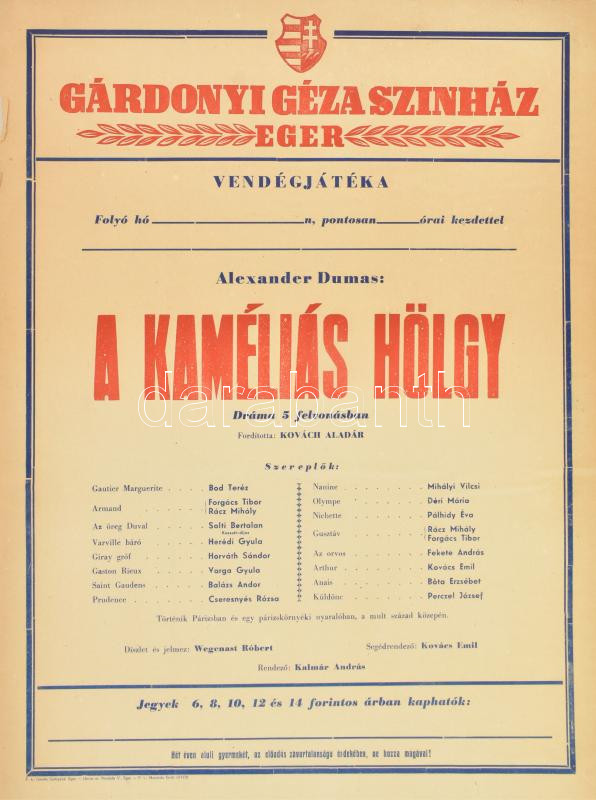 GÁRDONYI GÉZA SZINHÁZ
EGER
VENDÉGJÁTÉKA
Folyó hó n, pontosan órai kezdettel
Alexander Dumas:
A KAMÉLIÁS HÖLGY
darabanth
Dráma 5 felvonásban
Fordította: KOVÁCH ALADÁR
Szereplők:
Gautier Marguerite . . . . Bod Teréz
Armand . . . . . . Forgács Tibor
Rácz Mihály
Az öreg Duval . . . . Solti Bertalan
Kossuth-díjas
Varville báró . . . . . Herédi Gyula
Giray gróf . . . . . Horváth Sándor
Gaston Rieux . . . . . Varga Gyula
Saint Gaudens . . . . . Balázs Andor
Prudence . . . . . . Cseresnyés Rózsa
Nanine . . . . . . Mihályi Vilcsi
Olympe . . . . . . Déri Mária
Nichette . . . . . . Pálhidy Éva
Gusztáv . . . . . . Rácz Mihály
Forgács Tibor
Az orvos . . . . . . Fekete András
Arthur . . . . . . Kovács Emil
Anais . . . . . . Báta Erzsébet
Küldönc . . . . . . Perczel József
Történik Párizsban és egy párizskörnyéki nyaralóban, a mult század közepén.
Díszlet és jelmez: Wegenast Róbert Segédrendező: Kovács Emil
Rendező: Kalmár András
Jegyek 6, 8, 10, 12 és 14 forintos árban kaphatók:
Hét éven aluli gyermekét, az előadás zavartalansága érdekében, ne hozza magával!